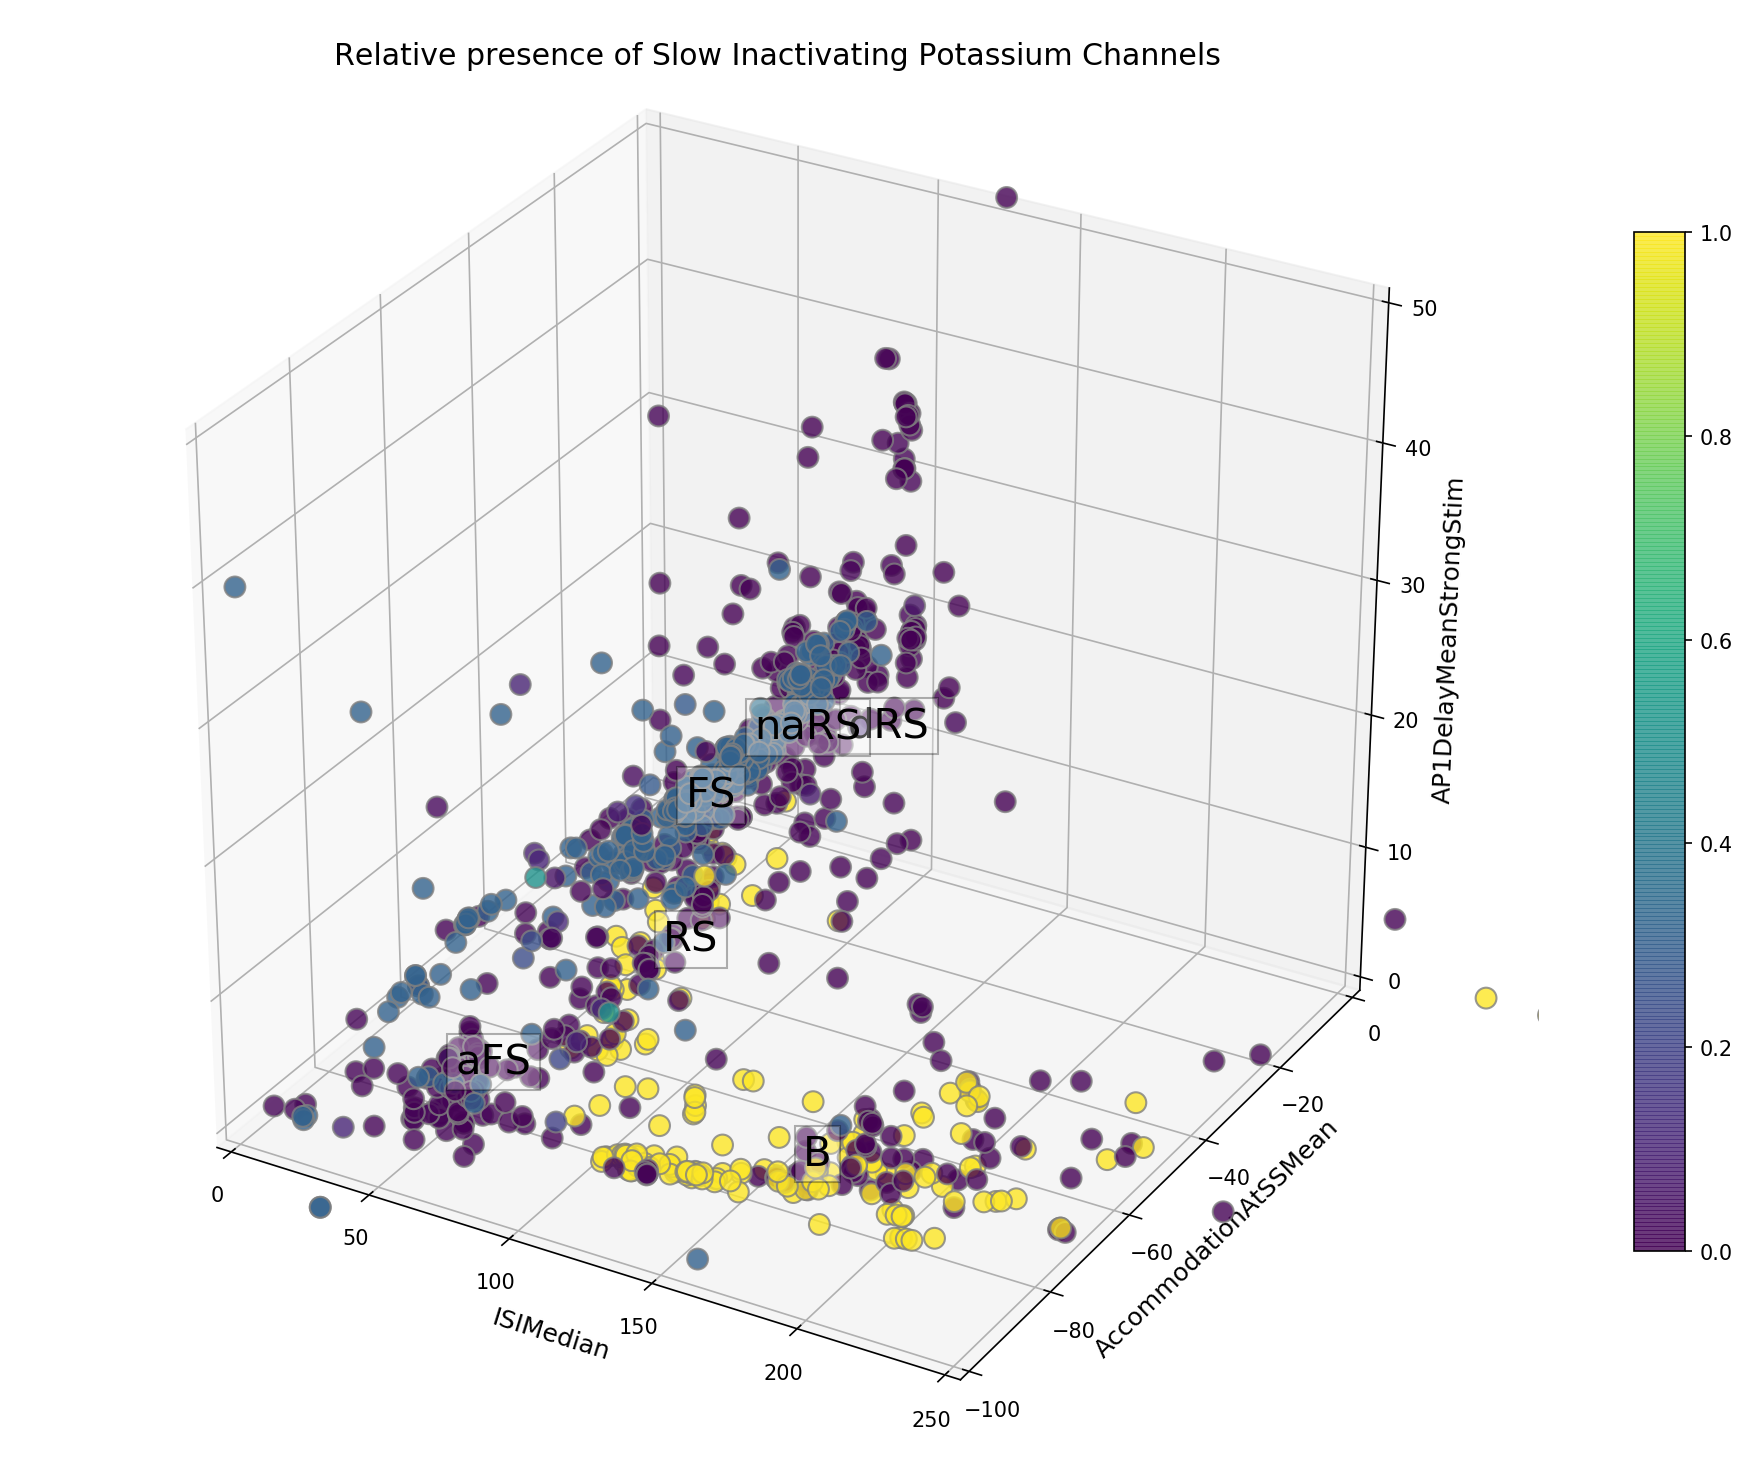 Relative presence of Slow Inactivating Potassium Channels
1.0
0.8
0.6
0.4
0.2
0.0
50
40
30
20
10
0
AP1DelayMeanStrongStim
naRS
RS
FS
RS
aFS
B
0
50
100
150
200
250
ISIMedian
0
−20
−40
−60
−80
−100
AccommodationAtSSMean